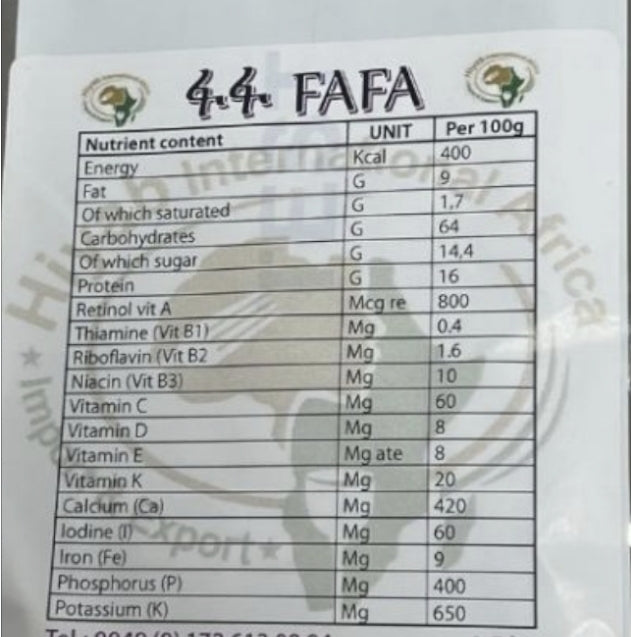 ፋ.ፋ. FAFA
Nutrient content UNIT Per 100g
Energy Kcal 400
Fat G 9
Of which saturated G 1,7
Carbohydrates G 64
Of which sugar G 14,4
Protein G 16
Retinol vit A Mcg re 800
Thiamine (Vit B1) Mg 0.4
Riboflavin (Vit B2 Mg 1.6
Niacin (Vit B3) Mg 10
Vitamin C Mg 60
Vitamin D Mg 8
Vitamin E Mg ate 8
Vitamin K Mg 20
Calcium (Ca) Mg 420
Iodine (I) Mg 60
Iron (Fe) Mg 9
Phosphorus (P) Mg 400
Potassium (K) Mg 650
International Africa
Export